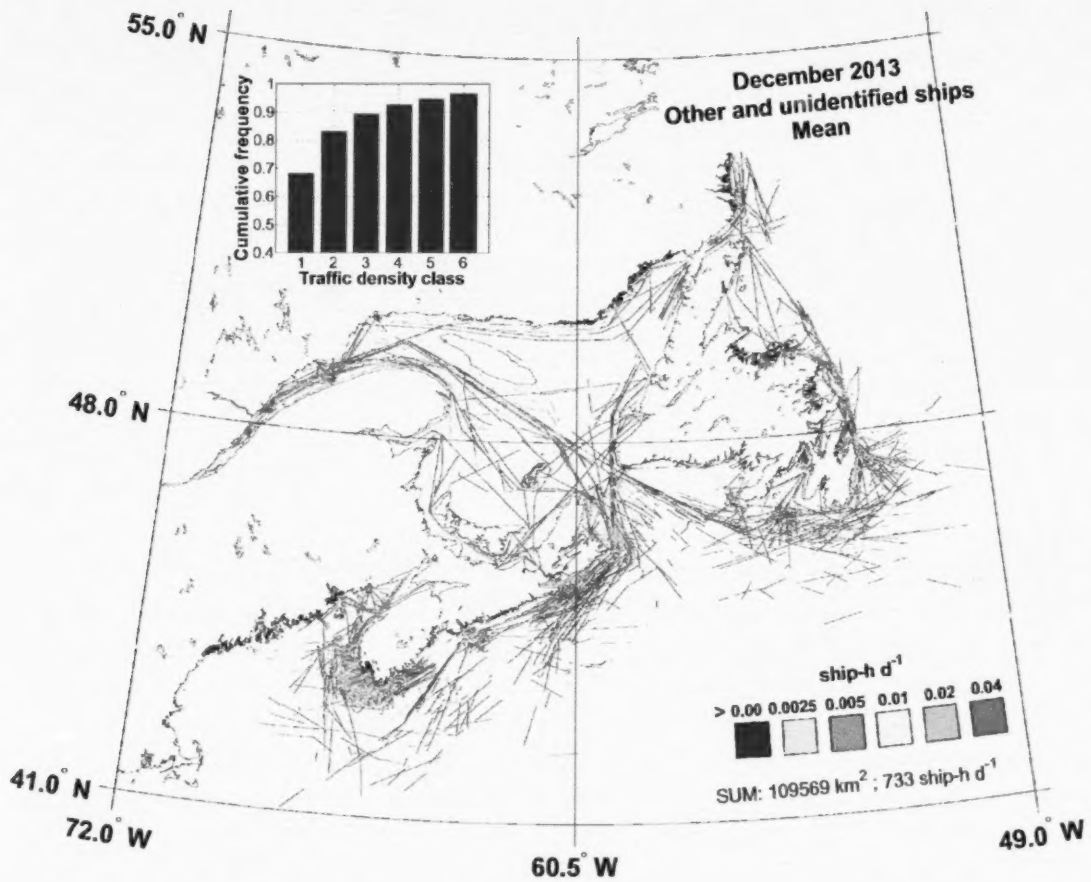 55.0° N
December 2013
Other and unidentified ships
Mean
Cumulative frequency
1
0.9
0.8
0.7
0.6
0.5
0.4
1 2 3 4 5 6
Traffic density class
48.0° N
ship-h d⁻¹
> 0.00 0.0025 0.005 0.01 0.02 0.04
SUM: 109569 km² ; 733 ship-h d⁻¹
41.0° N
72.0° W
60.5° W
49.0° W